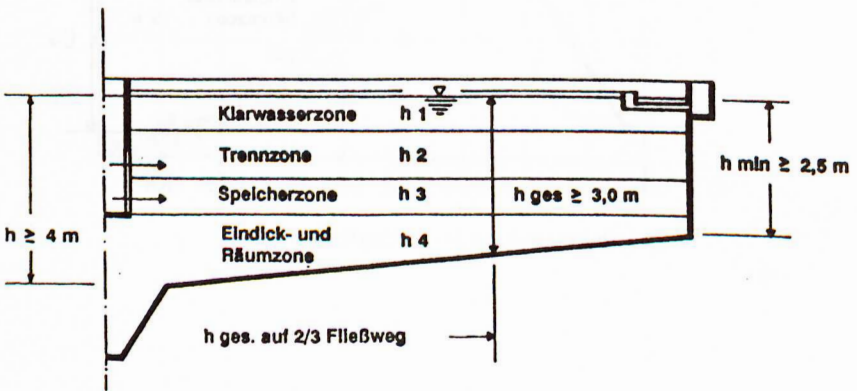 Klarwasserzone h 1
Trennzone h 2
Speicherzone h 3
Eindick- und
Räumzone h 4
h ≥ 4 m
h ges ≥ 3,0 m
h min ≥ 2,5 m
h ges. auf 2/3 Fließweg